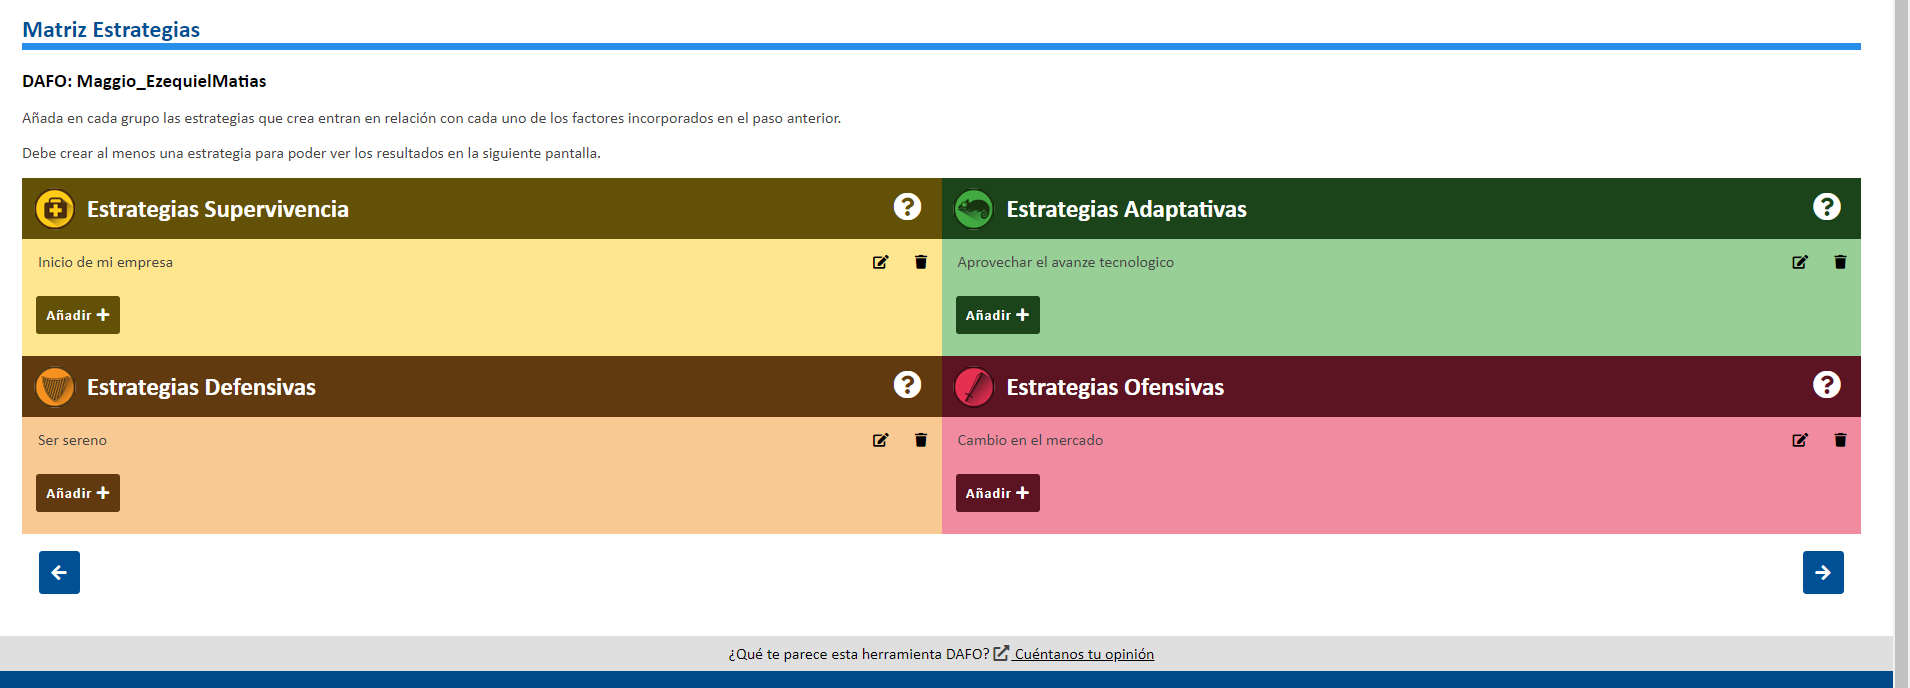 Matriz Estrategias
DAFO: Maggio_EzequielMatias
Añada en cada grupo las estrategias que crea entran en relación con cada uno de los factores incorporados en el paso anterior.
Debe crear al menos una estrategia para poder ver los resultados en la siguiente pantalla.
Estrategias Supervivencia
?
Inicio de mi empresa
Añadir +
Estrategias Adaptativas
?
Aprovechar el avanze tecnologico
Añadir +
Estrategias Defensivas
?
Ser sereno
Añadir +
Estrategias Ofensivas
?
Cambio en el mercado
Añadir +
¿Qué te parece esta herramienta DAFO? Cuéntanos tu opinión